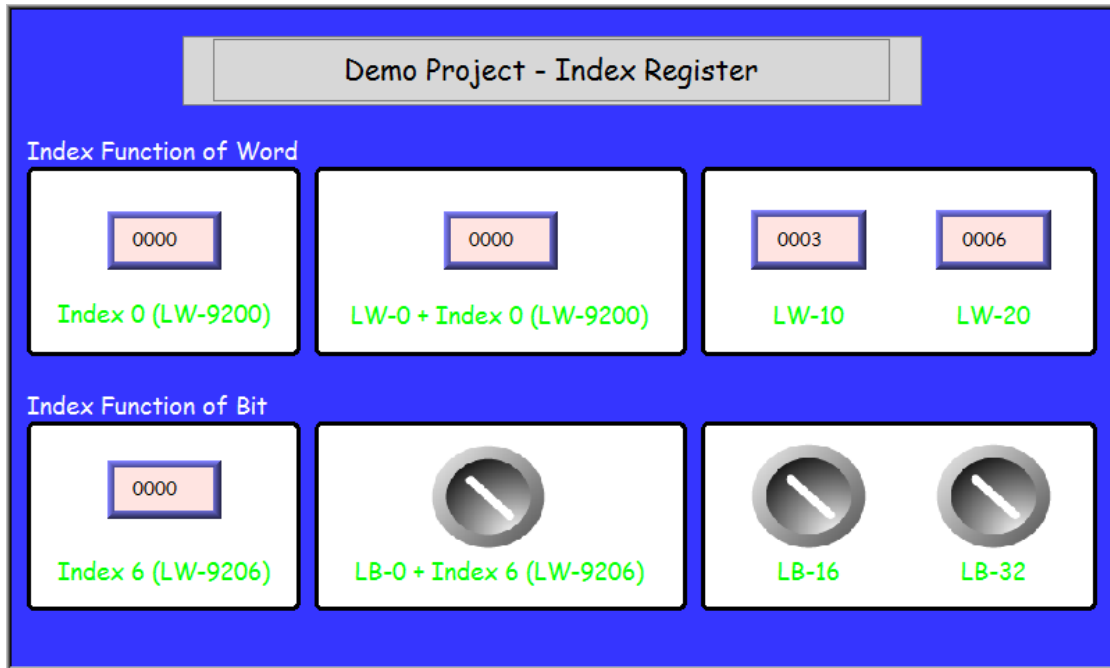 Demo Project - Index Register
Index Function of Word
0000
0000
0003
0006
Index 0 (LW-9200)
LW-0 + Index 0 (LW-9200)
LW-10
LW-20
Index Function of Bit
0000
Index 6 (LW-9206)
LB-0 + Index 6 (LW-9206)
LB-16
LB-32